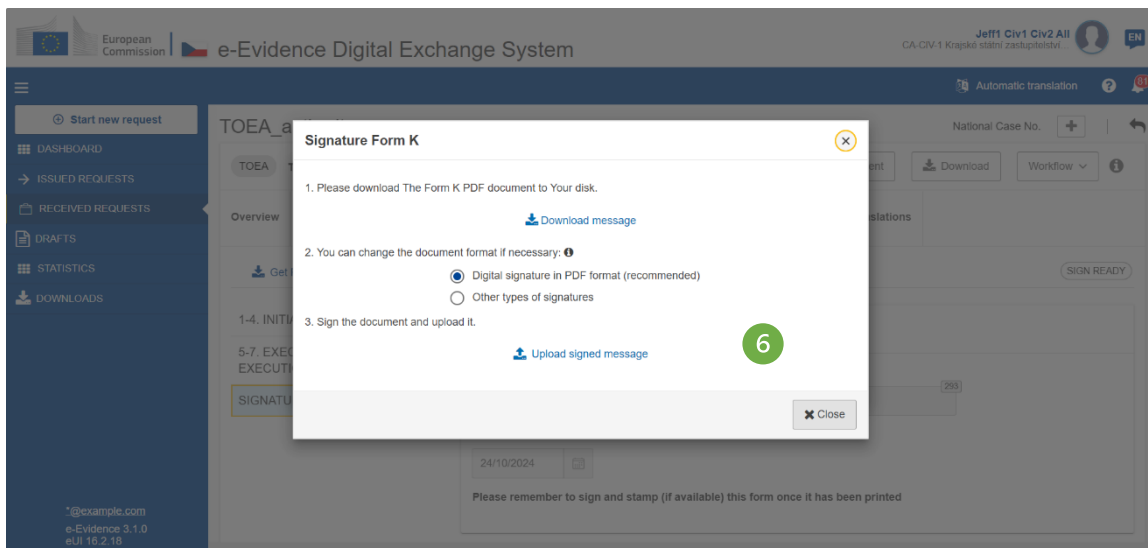 European
Commission
e-Evidence Digital Exchange System
Jeff1 Civ1 Civ2 All
CA-CIV-1 Krajské státní zastupitelství ...
EN
Automatic translation
81
Start new request
DASHBOARD
ISSUED REQUESTS
RECEIVED REQUESTS
DRAFTS
STATISTICS
DOWNLOADS
*@example.com
e-Evidence 3.1.0
eUI 16.2.18
National Case No.
TOEA
Download
Workflow
Overview
Get
SIGN READY
1-4. INITI
5-7. EXEC
EXECUTI
SIGNATU
Signature Form K
1. Please download The Form K PDF document to Your disk.
Download message
2. You can change the document format if necessary:
Digital signature in PDF format (recommended)
Other types of signatures
3. Sign the document and upload it.
Upload signed message
6
Close
293
24/10/2024
Please remember to sign and stamp (if available) this form once it has been printed